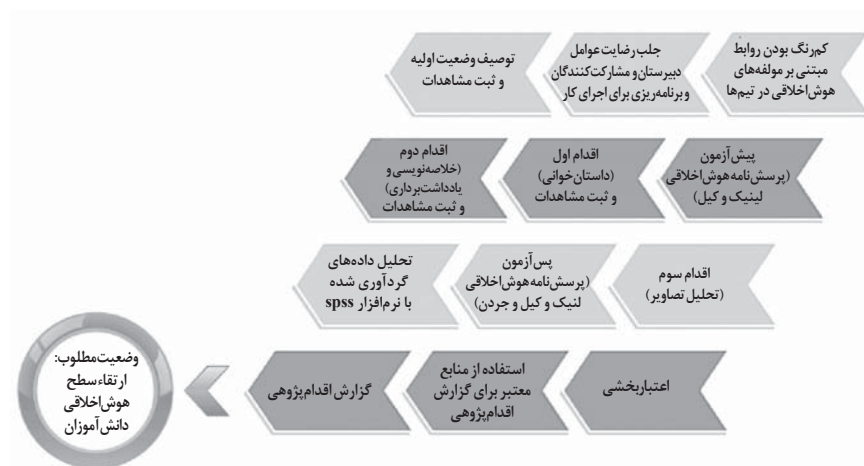 کم‌رنگ بودن روابط
مبتنی بر مولفه‌های
هوش‌اخلاقی در تیم‌ها
جلب رضایت عوامل
دبیرستان و مشارکت‌کنندگان
و برنامه‌ریزی برای اجرای کار
توصیف وضعیت اولیه
و ثبت مشاهدات
پیش‌آزمون
(پرسش‌نامه هوش‌اخلاقی
لینیک و کیل)
اقدام اول
(داستان‌خوانی)
و ثبت مشاهدات
اقدام دوم
(خلاصه‌نویسی و
یادداشت‌برداری)
و ثبت مشاهدات
اقدام سوم
(تحلیل تصاویر)
پس‌آزمون
(پرسش‌نامه هوش‌اخلاقی
لنیک و کیل و جردن)
تحلیل داده‌های
گردآوری شده
با نرم‌افزار spss
اعتباربخشی
استفاده از منابع
معتبر برای گزارش
اقدام‌پژوهی
گزارش اقدام‌پژوهی
وضعیت‌مطلوب:
ارتقاء سطح
هوش‌اخلاقی
دانش‌آموزان